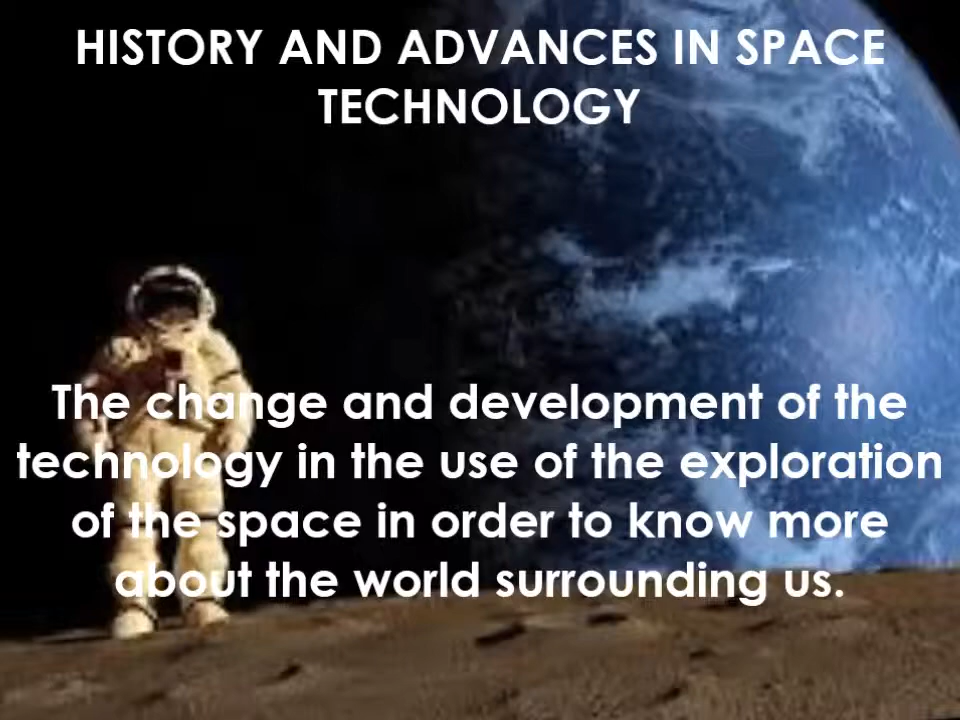 HISTORY AND ADVANCES IN SPACE
TECHNOLOGY
The change and development of the
technology in the use of the exploration
of the space in order to know more
about the world surrounding us.